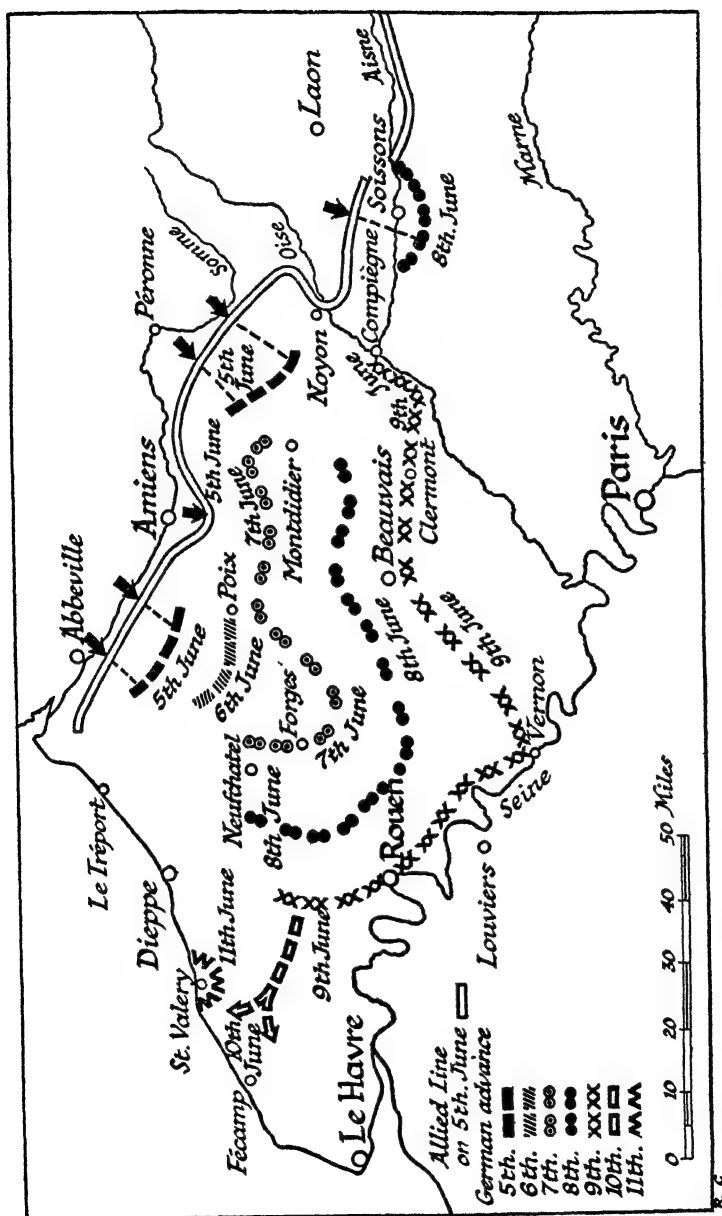 Abbeville
Amiens
Péronne
Somme
Laon
Oise
Aisne
Soissons
8th. June
Compiègne
Noyon
Marne
5th June
5th June
5th June
6th June
Poix
7th June
Montdidier
Le Tréport
Dieppe
Neufchatel
Forges
7th June
8th June
8th June
Beauvais
Clermont
9th June
9th June
Paris
St. Valery
11th June
10th June
Fécamp
9th June
Rouen
Vernon
Seine
Louviers
Le Havre
Allied Line
on 5th. June
German advance
5th.
6th.
7th.
8th.
9th.
10th.
11th.
0 10 20 30 40 50 Miles